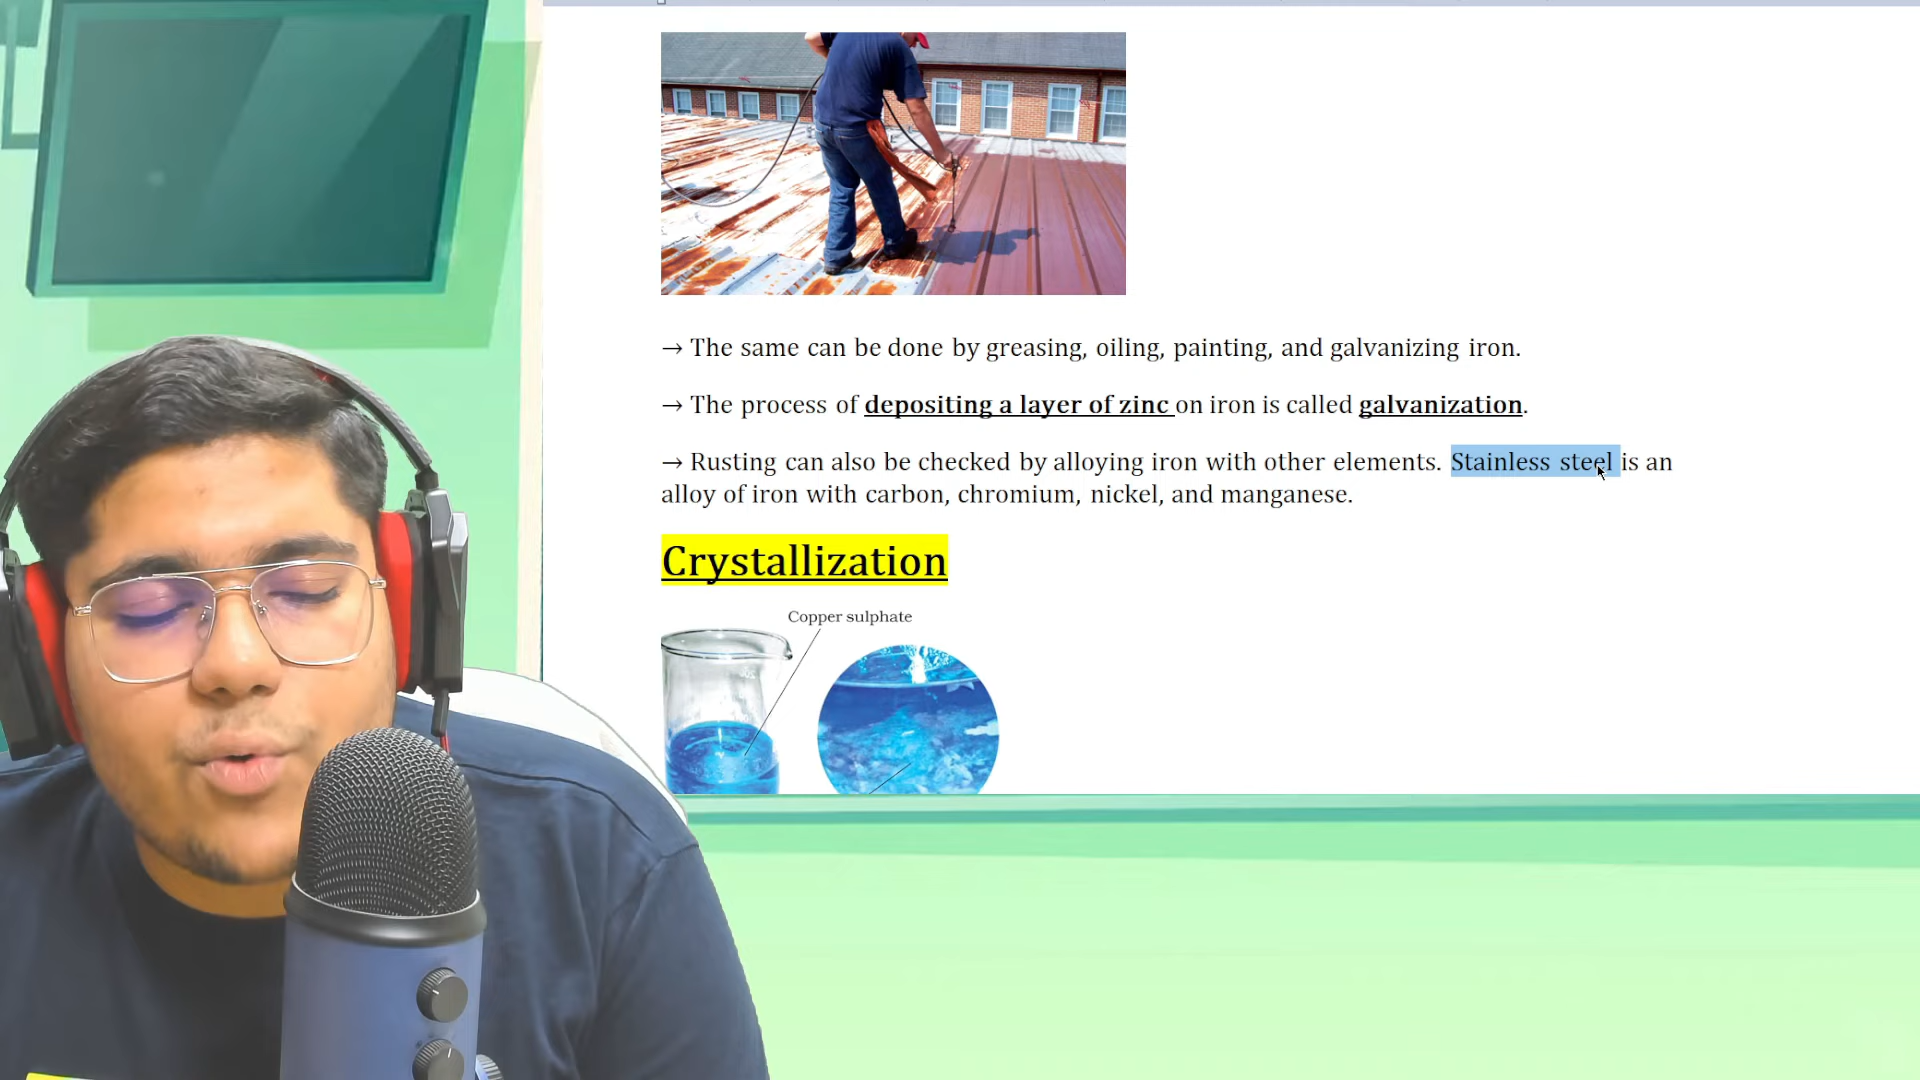 → The same can be done by greasing, oiling, painting, and galvanizing iron.
→ The process of depositing a layer of zinc on iron is called galvanization.
→ Rusting can also be checked by alloying iron with other elements. Stainless steel is an
alloy of iron with carbon, chromium, nickel, and manganese.
Crystallization
Copper sulphate